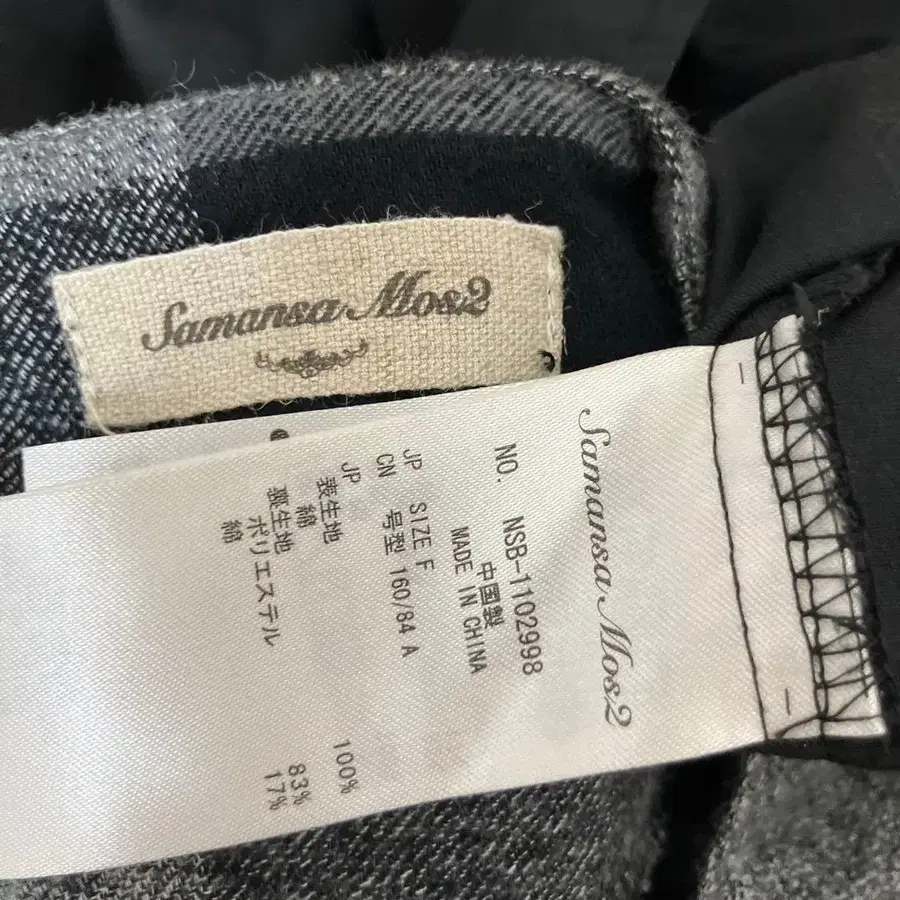 Samansa Mos2
Samansa Mos2
NO. NSB-1102998
中国製
MADE IN CHINA
JP SIZE F
CN 号型 160/84 A
JP
表生地
綿 100%
裏生地
ポリエステル 83%
綿 17%